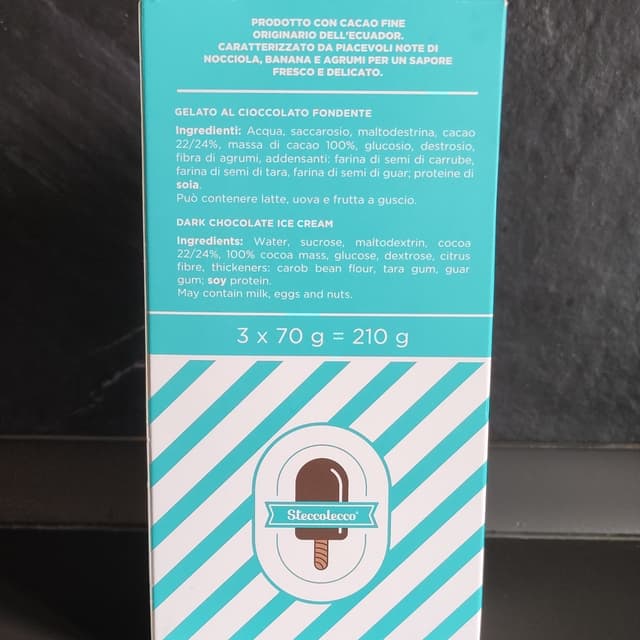 PRODOTTO CON CACAO FINE
ORIGINARIO DELL'ECUADOR.
CARATTERIZZATO DA PIACEVOLI NOTE DI
NOCCIOLA, BANANA E AGRUMI PER UN SAPORE
FRESCO E DELICATO.
GELATO AL CIOCCOLATO FONDENTE
Ingredienti: Acqua, saccarosio, maltodestrina, cacao
22/24%, massa di cacao 100%, glucosio, destrosio,
fibra di agrumi, addensanti: farina di semi di carrube,
farina di semi di tara, farina di semi di guar; proteine di
soia.
Può contenere latte, uova e frutta a guscio.
DARK CHOCOLATE ICE CREAM
Ingredients: Water, sucrose, maltodextrin, cocoa
22/24%, 100% cocoa mass, glucose, dextrose, citrus
fibre, thickeners: carob bean flour, tara gum, guar
gum; soy protein.
May contain milk, eggs and nuts.
3 x 70 g = 210 g
Steccolecco®